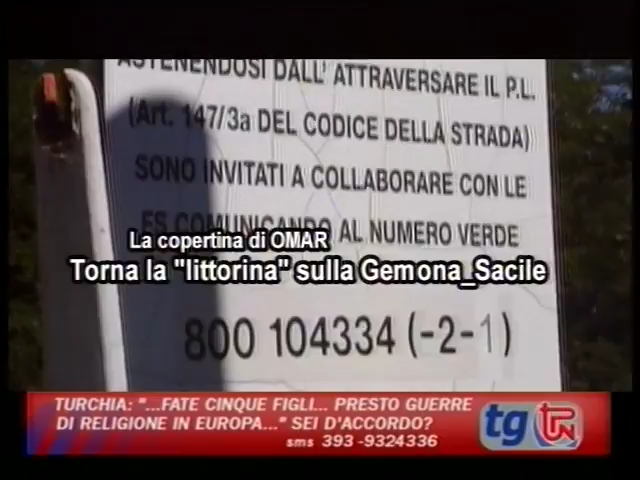 ASTENENDOSI DALL' ATTRAVERSARE IL P.L.
(Art. 147/3a DEL CODICE DELLA STRADA)
SONO INVITATI A COLLABORARE CON LE
FS COMUNICANDO AL NUMERO VERDE
La copertina di OMAR
Torna la "littorina" sulla Gemona_Sacile
800 104334 (-2-1)
TURCHIA: "...FATE CINQUE FIGLI... PRESTO GUERRE
DI RELIGIONE IN EUROPA..." SEI D'ACCORDO?
sms 393 -9324336
tg TPN